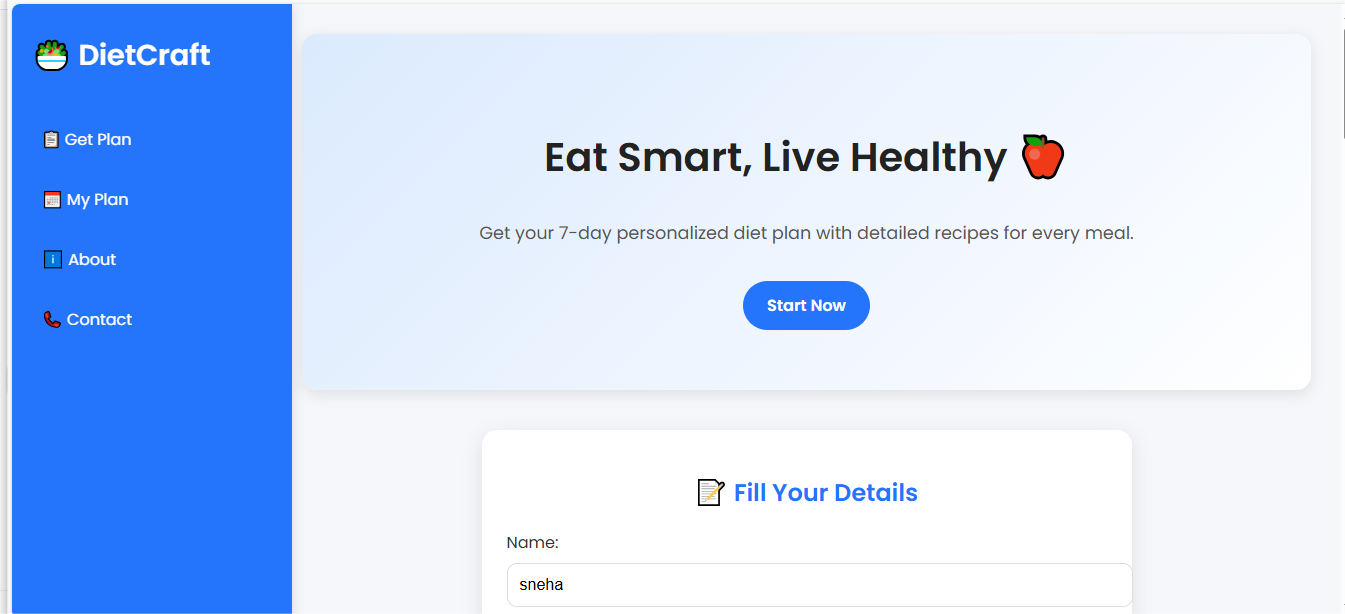 DietCraft
Get Plan
My Plan
About
Contact
Eat Smart, Live Healthy
Get your 7-day personalized diet plan with detailed recipes for every meal.
Start Now
Fill Your Details
Name:
sneha